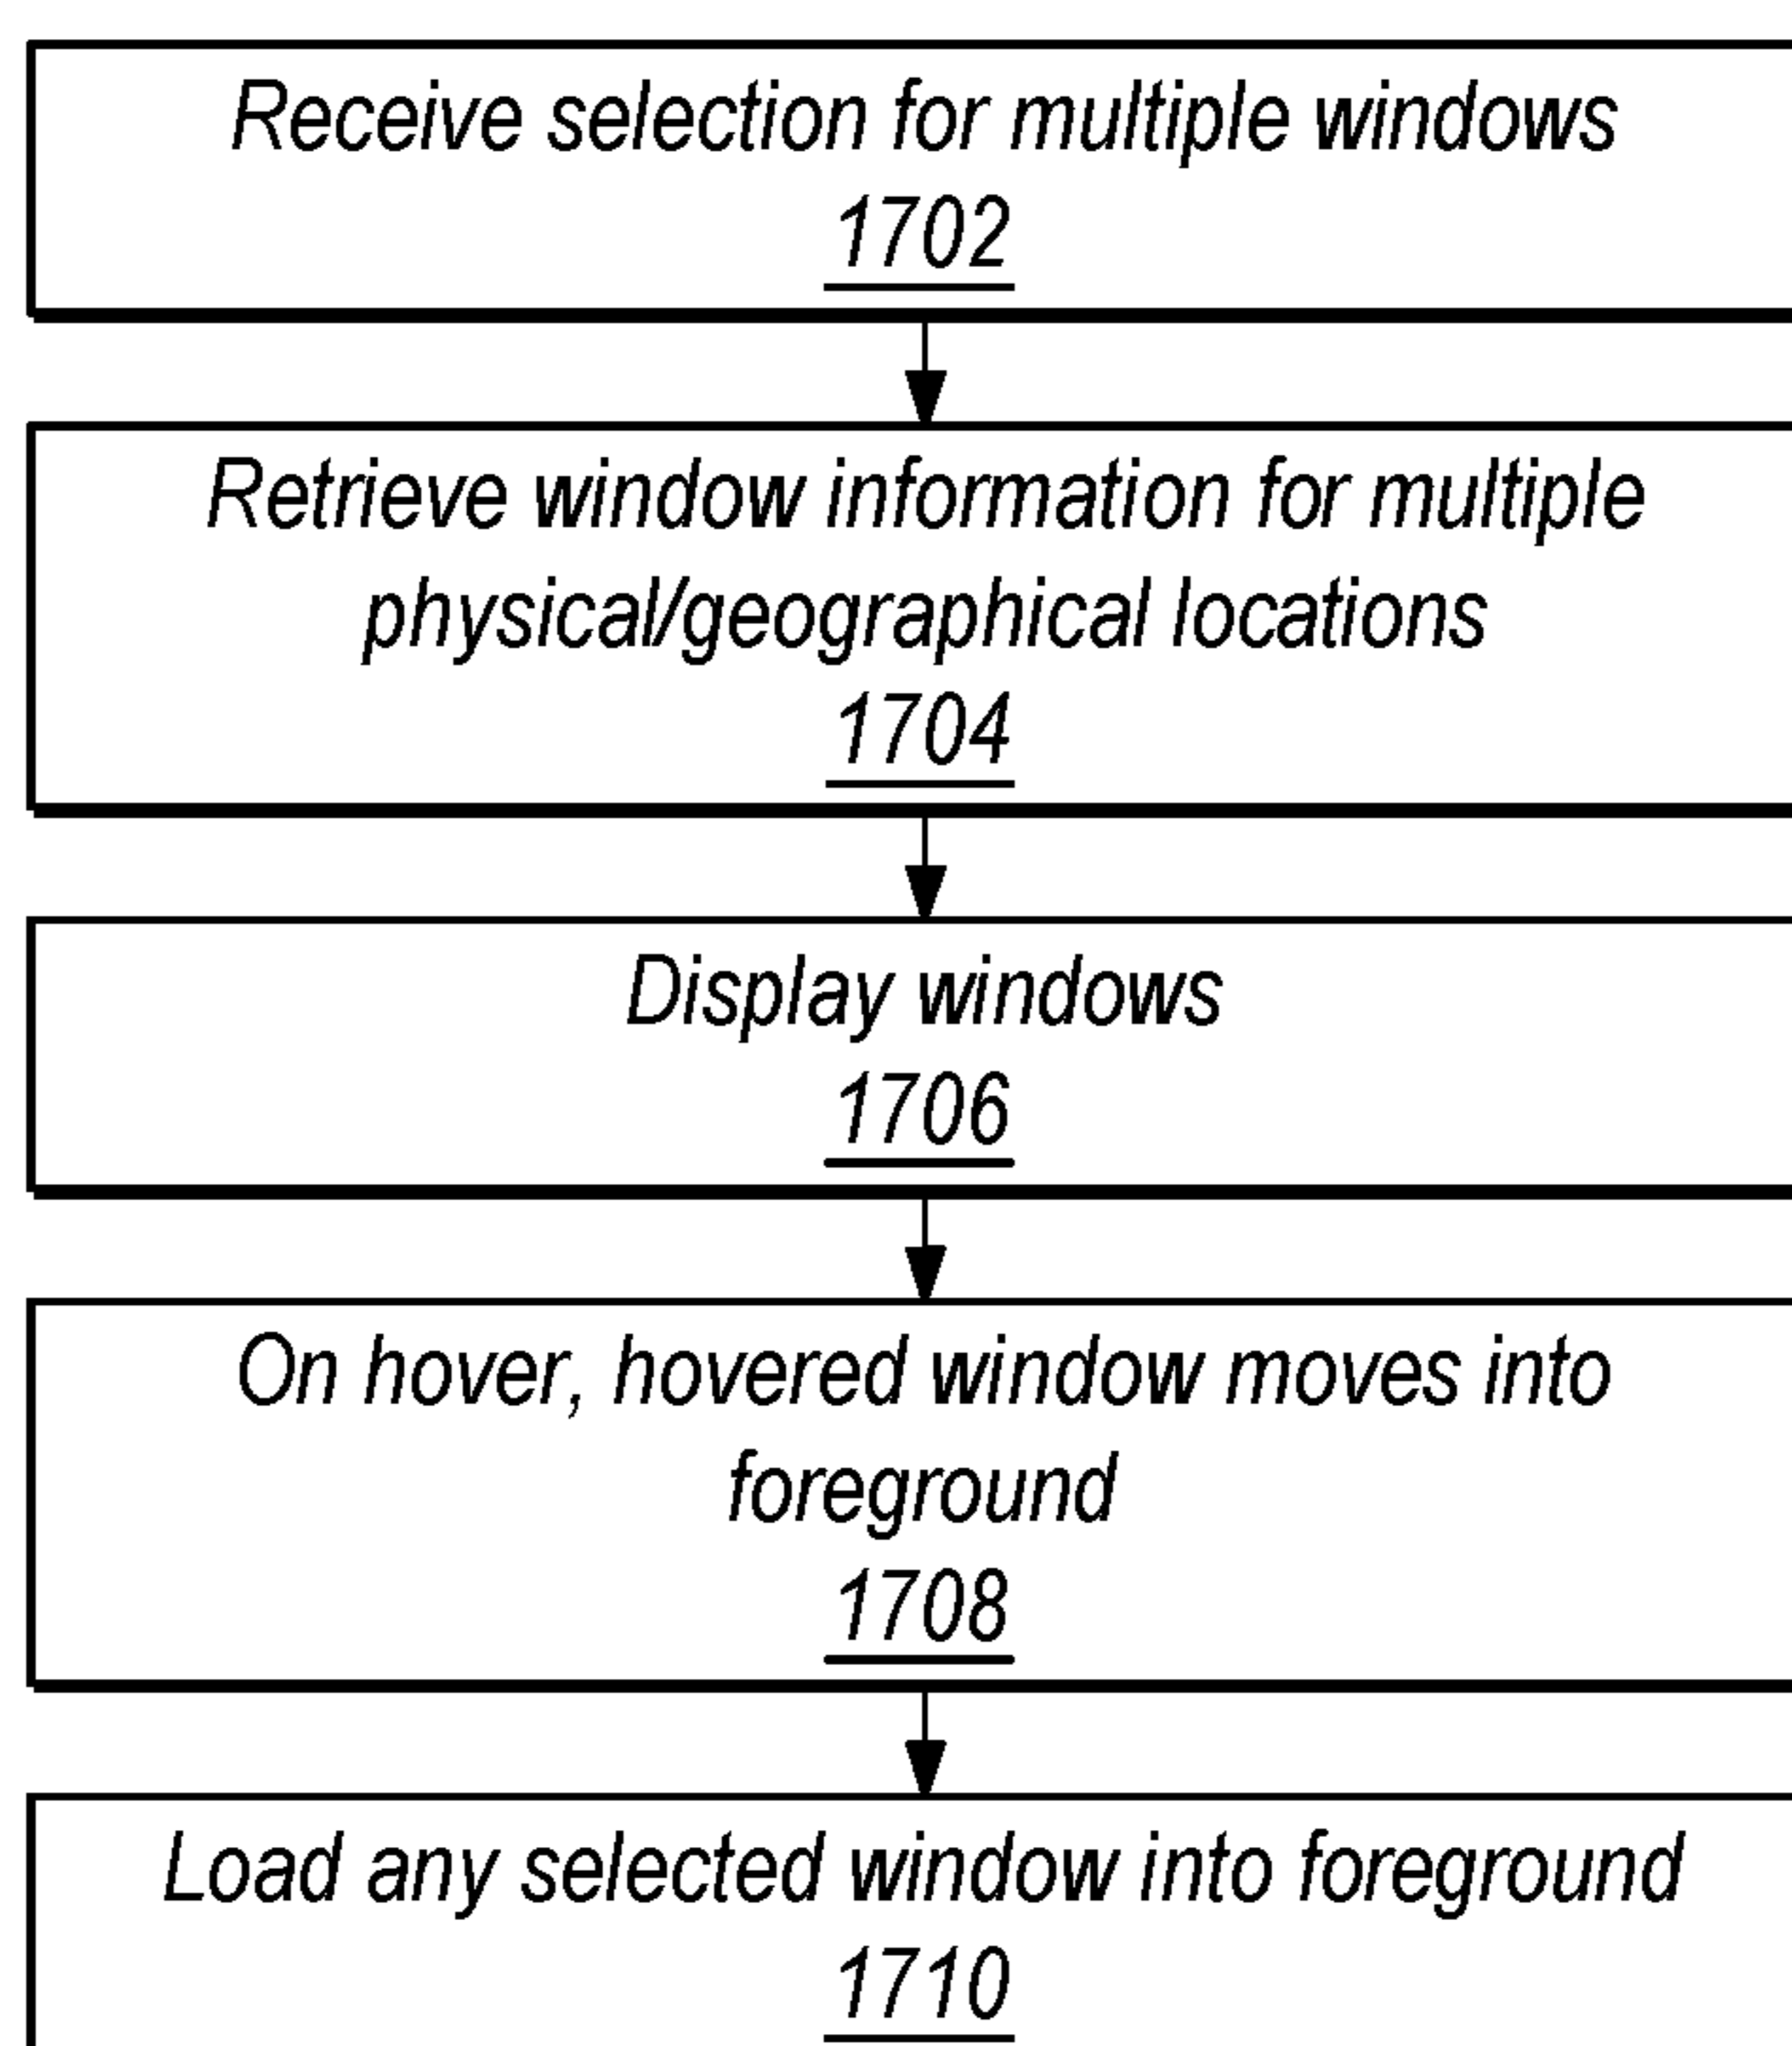 Receive selection for multiple windows
1702
Retrieve window information for multiple
physical/geographical locations
1704
Display windows
1706
On hover, hovered window moves into
foreground
1708
Load any selected window into foreground
1710